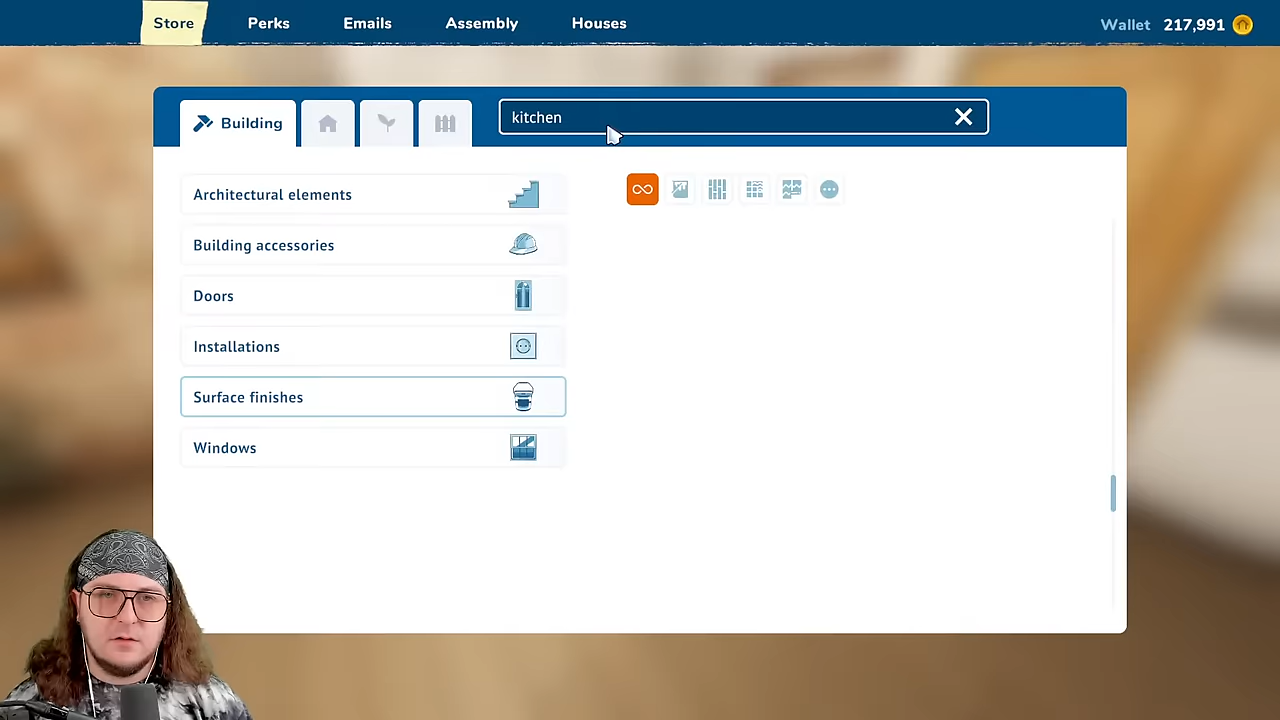 Store Perks Emails Assembly Houses Wallet 217,991
Building
kitchen
Architectural elements
Building accessories
Doors
Installations
Surface finishes
Windows